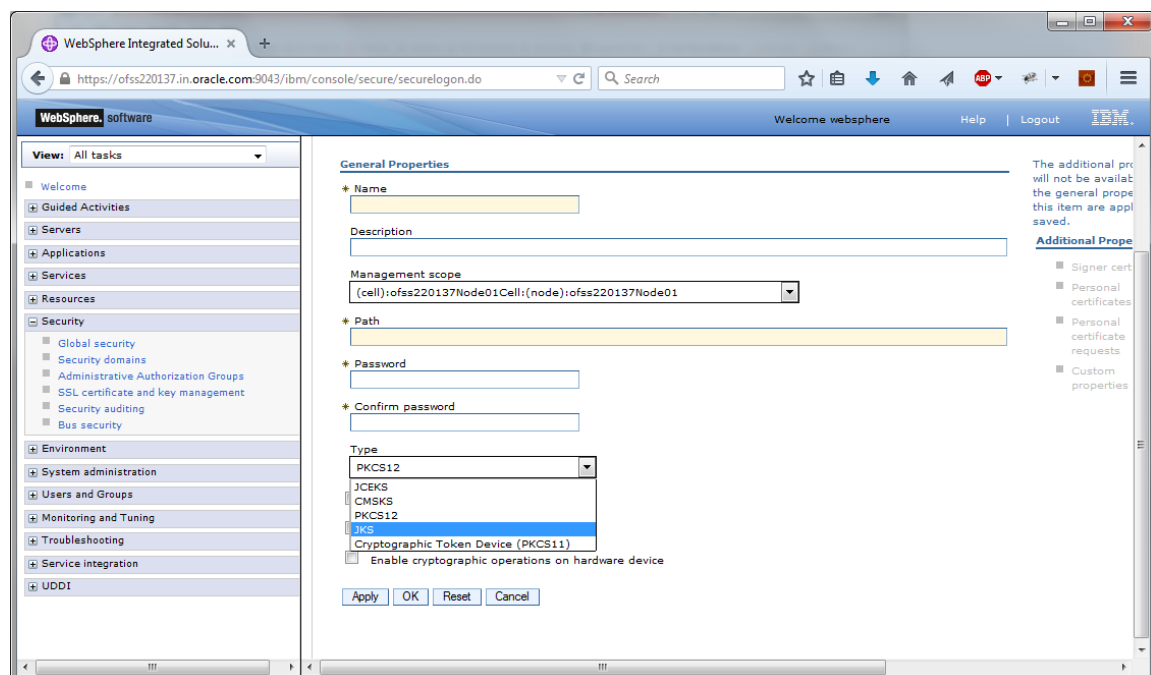 WebSphere Integrated Solu...
https://ofss220137.in.oracle.com:9043/ibm/console/secure/securelogon.do
Search
ABP
WebSphere. software
Welcome websphere
Help | Logout
IBM.
View: All tasks
Welcome
Guided Activities
Servers
Applications
Services
Resources
Security
Global security
Security domains
Administrative Authorization Groups
SSL certificate and key management
Security auditing
Bus security
Environment
System administration
Users and Groups
Monitoring and Tuning
Troubleshooting
Service integration
UDDI
General Properties
* Name
Description
Management scope
(cell):ofss220137Node01Cell:(node):ofss220137Node01
* Path
* Password
* Confirm password
Type
PKCS12
JCEKS
CMSKS
PKCS12
JKS
Cryptographic Token Device (PKCS11)
Enable cryptographic operations on hardware device
Apply OK Reset Cancel
The additional pro
will not be availab
the general prope
this item are appl
saved.
Additional Prope
Signer cert
Personal
certificates
Personal
certificate
requests
Custom
properties